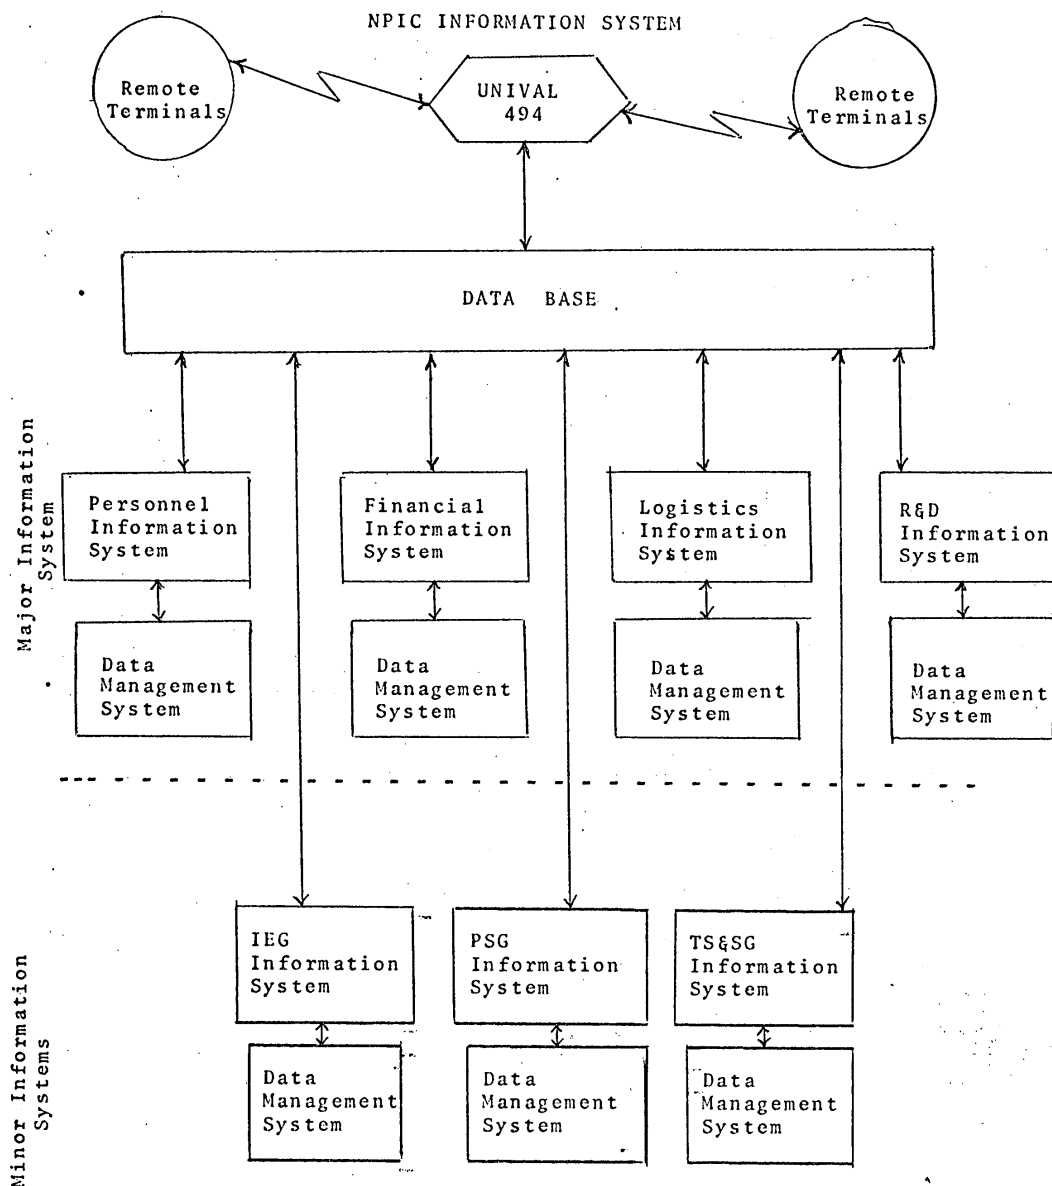 NPIC INFORMATION SYSTEM
Remote
Terminals
UNIVAL
494
Remote
Terminals
DATA BASE
Major Information
System
Personnel
Information
System
Financial
Information
System
Logistics
Information
System
R&D
Information
System
Data
Management
System
Data
Management
System
Data
Management
System
Data
Management
System
Minor Information
Systems
IEG
Information
System
PSG
Information
System
TS&SG
Information
System
Data
Management
System
Data
Management
System
Data
Management
System